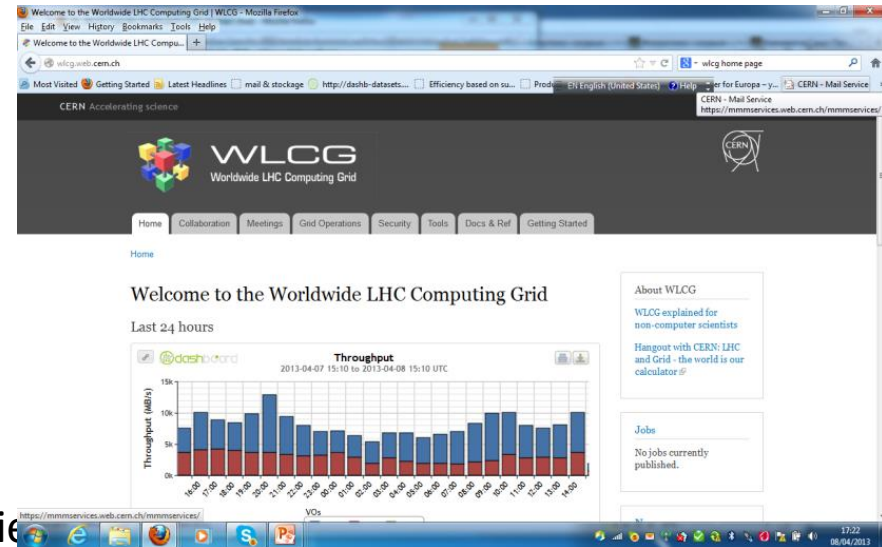 Welcome to the Worldwide LHC Computing Grid | WLCG - Mozilla Firefox
File Edit View History Bookmarks Tools Help
Welcome to the Worldwide LHC Compu... +
wlcg.web.cern.ch
wlcg home page
Most Visited Getting Started Latest Headlines mail & stockage http://dashb-datasets.... Efficiency based on su... Produ
EN English (United States) Help
er for Europa – y... CERN – Mail Service
CERN – Mail Service
https://mmmservices.web.cern.ch/mmmservices/
CERN Accelerating science
WLCG
Worldwide LHC Computing Grid
CERN
Home Collaboration Meetings Grid Operations Security Tools Docs & Ref Getting Started
Home
Welcome to the Worldwide LHC Computing Grid
Last 24 hours
dashboard
Throughput
2013-04-07 15:10 to 2013-04-08 15:10 UTC
Throughput (MB/s)
15k
10k
5k
0k
16:00 17:00 18:00 19:00 20:00 21:00 22:00 23:00 00:00 01:00 02:00 03:00 04:00 05:00 06:00 07:00 08:00 09:00 10:00 11:00 12:00 13:00 14:00
VOs
About WLCG
WLCG explained for
non-computer scientists
Hangout with CERN: LHC
and Grid - the world is our
calculator
Jobs
No jobs currently
published.
https://mmmservices.web.cern.ch/mmmservices/
17:22
08/04/2013